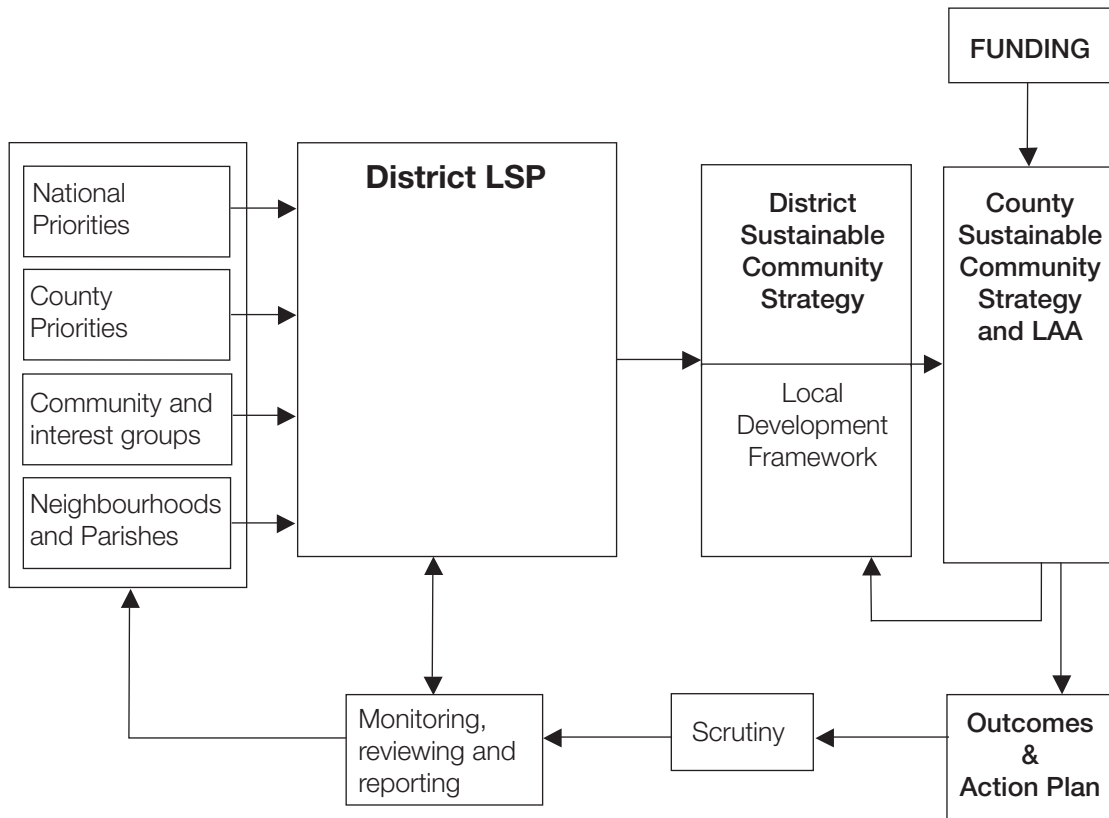 FUNDING
National
Priorities
County
Priorities
Community and
interest groups
Neighbourhoods
and Parishes
District LSP
District
Sustainable
Community
Strategy
Local
Development
Framework
County
Sustainable
Community
Strategy
and LAA
Monitoring,
reviewing and
reporting
Scrutiny
Outcomes
&
Action Plan